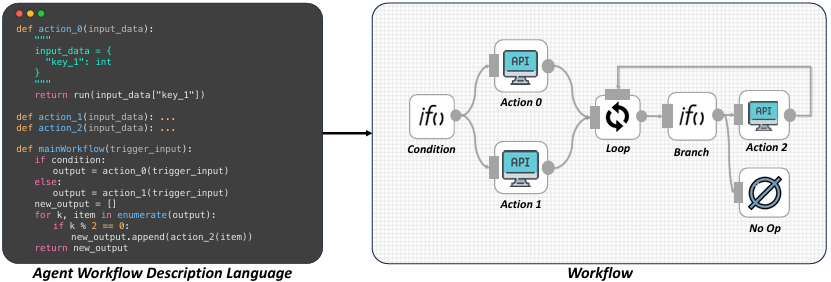 def action_0(input_data):
"""
input_data = {
"key_1": int
}
"""
return run(input_data["key_1"])
def action_1(input_data): ...
def action_2(input_data): ...
def mainWorkflow(trigger_input):
if condition:
output = action_0(trigger_input)
else:
output = action_1(trigger_input)
new_output = []
for k, item in enumerate(output):
if k % 2 == 0:
new_output.append(action_2(item))
return new_output
Agent Workflow Description Language
if()
Condition
API
Action 0
API
Action 1
Loop
if()
Branch
API
Action 2
No Op
Workflow